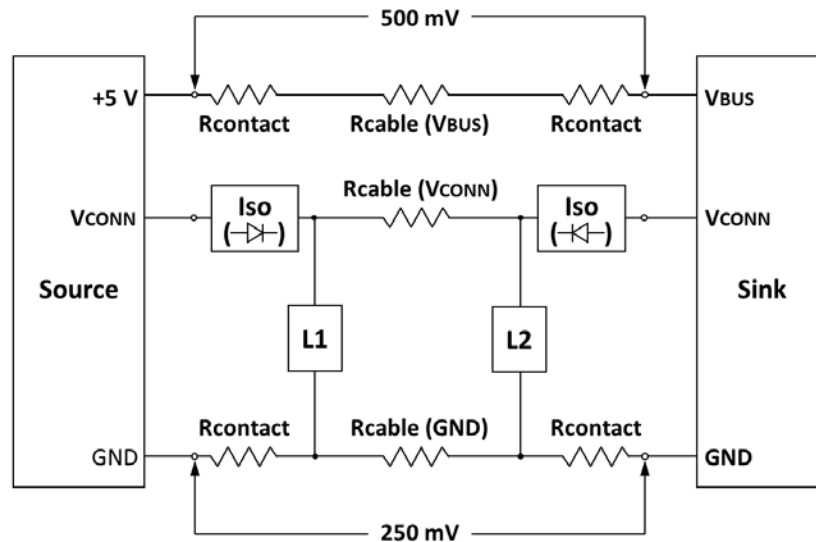 500 mV
+5 V
Rcontact
Rcable (VBUS)
Rcontact
VBUS
VCONN
Iso
Rcable (VCONN)
Iso
VCONN
Source
L1
L2
Sink
Rcontact
Rcable (GND)
Rcontact
GND
GND
250 mV